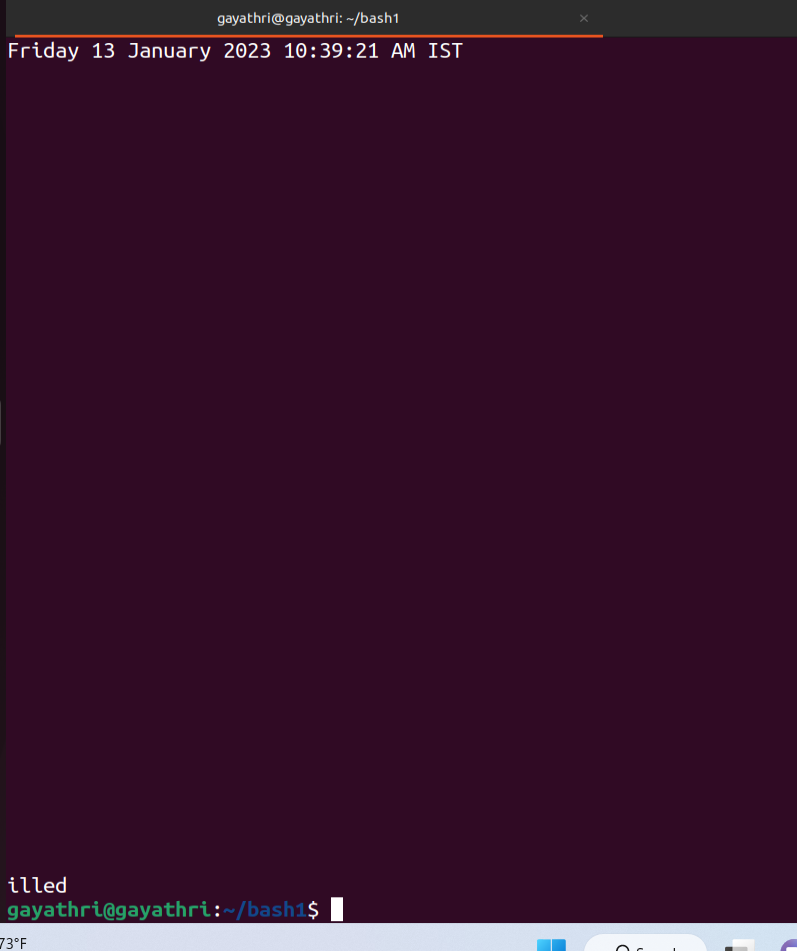 gayathri@gayathri: ~/bash1
Friday 13 January 2023 10:39:21 AM IST
illed
gayathri@gayathri:~/bash1$
73°F